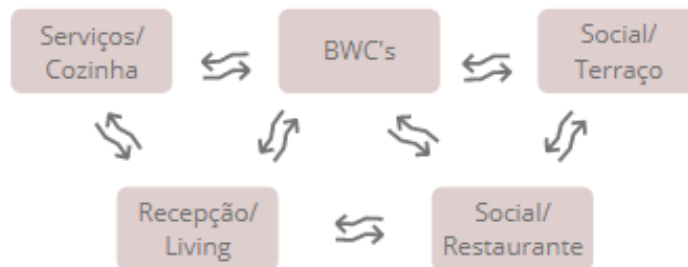 Serviços/
Cozinha
BWC's
Social/
Terraço
Recepção/
Living
Social/
Restaurante